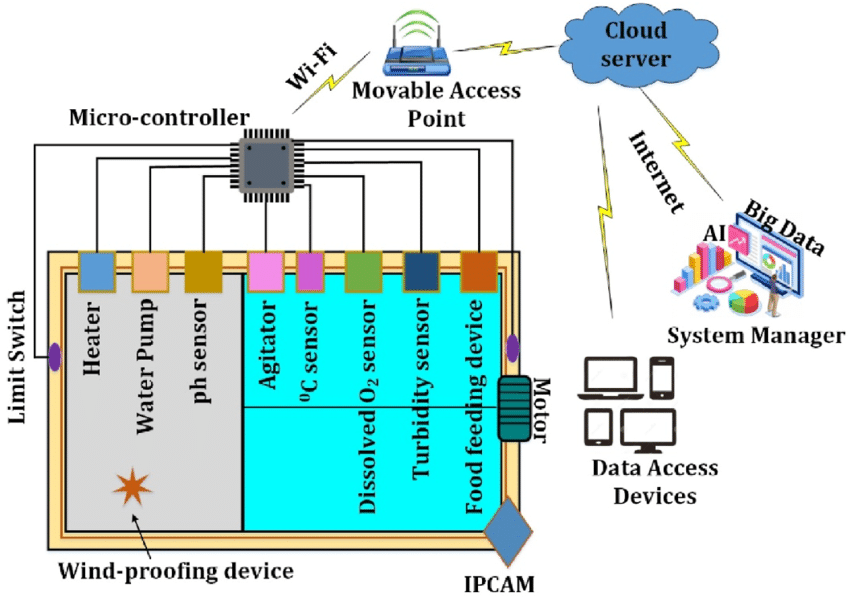 Cloud
server
Wi-Fi
Movable Access
Point
Micro-controller
Internet
AI
Big Data
System Manager
Limit Switch
Heater
Water Pump
ph sensor
Agitator
⁰C sensor
Dissolved O₂ sensor
Turbidity sensor
Food feeding device
Motor
Data Access
Devices
Wind-proofing device
IPCAM